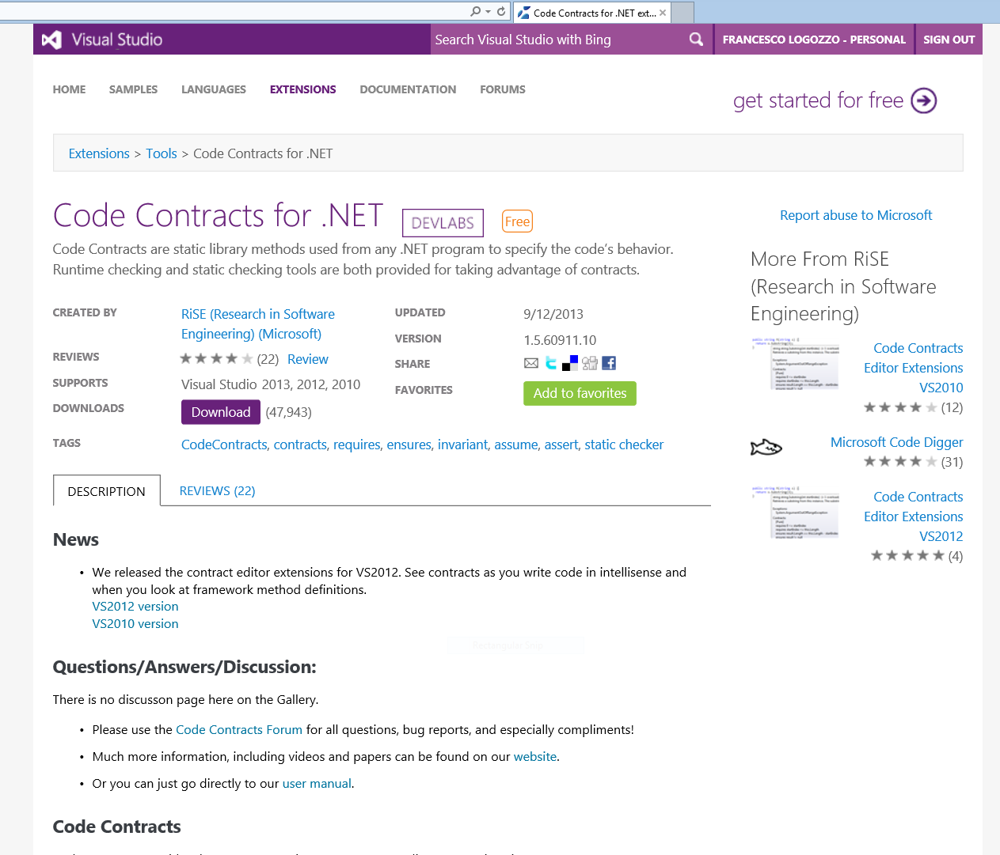 Code Contracts for .NET ext...
Visual Studio
Search Visual Studio with Bing
FRANCESCO LOGOZZO - PERSONAL
SIGN OUT
HOME SAMPLES LANGUAGES EXTENSIONS DOCUMENTATION FORUMS
get started for free
Extensions > Tools > Code Contracts for .NET
Code Contracts for .NET DEVLABS Free
Code Contracts are static library methods used from any .NET program to specify the code's behavior.
Runtime checking and static checking tools are both provided for taking advantage of contracts.
CREATED BY RiSE (Research in Software
Engineering) (Microsoft)
REVIEWS (22) Review
SUPPORTS Visual Studio 2013, 2012, 2010
DOWNLOADS Download (47,943)
UPDATED 9/12/2013
VERSION 1.5.60911.10
SHARE
FAVORITES Add to favorites
TAGS CodeContracts, contracts, requires, ensures, invariant, assume, assert, static checker
DESCRIPTION REVIEWS (22)
News
• We released the contract editor extensions for VS2012. See contracts as you write code in intellisense and
when you look at framework method definitions.
VS2012 version
VS2010 version
Rectangular Snip
Questions/Answers/Discussion:
There is no discusson page here on the Gallery.
• Please use the Code Contracts Forum for all questions, bug reports, and especially compliments!
• Much more information, including videos and papers can be found on our website.
• Or you can just go directly to our user manual.
Code Contracts
Report abuse to Microsoft
More From RiSE
(Research in Software
Engineering)
Code Contracts
Editor Extensions
VS2010
(12)
Microsoft Code Digger
(31)
Code Contracts
Editor Extensions
VS2012
(4)